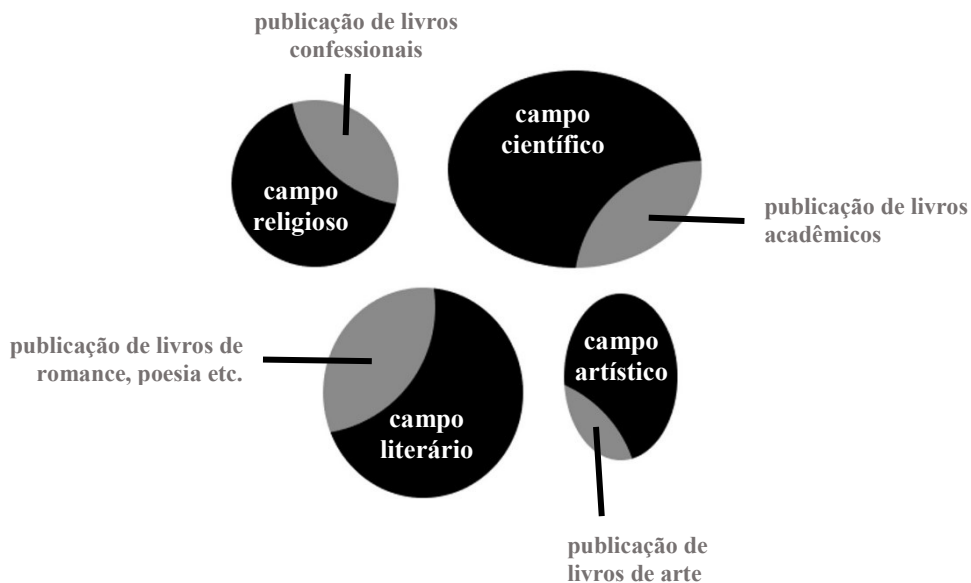 publicação de livros
confessionais
campo
científico
campo
religioso
publicação de livros
acadêmicos
publicação de livros de
romance, poesia etc.
campo
artístico
campo
literário
publicação de
livros de arte